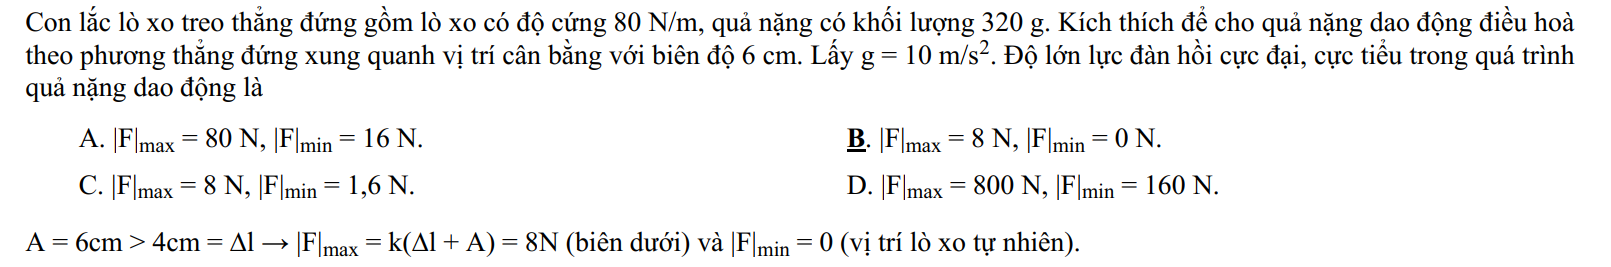 Con lắc lò xo treo thẳng đứng gồm lò xo có độ cứng 80 N/m, quả nặng có khối lượng 320 g. Kích thích để cho quả nặng dao động điều hoà
theo phương thẳng đứng xung quanh vị trí cân bằng với biên độ 6 cm. Lấy g = 10 m/s². Độ lớn lực đàn hồi cực đại, cực tiểu trong quá trình
quả nặng dao động là
A. |F|max = 80 N, |F|min = 16 N. B. |F|max = 8 N, |F|min = 0 N.
C. |F|max = 8 N, |F|min = 1,6 N. D. |F|max = 800 N, |F|min = 160 N.
A = 6cm > 4cm = Δl → |F|max = k(Δl + A) = 8N (biên dưới) và |F|min = 0 (vị trí lò xo tự nhiên).